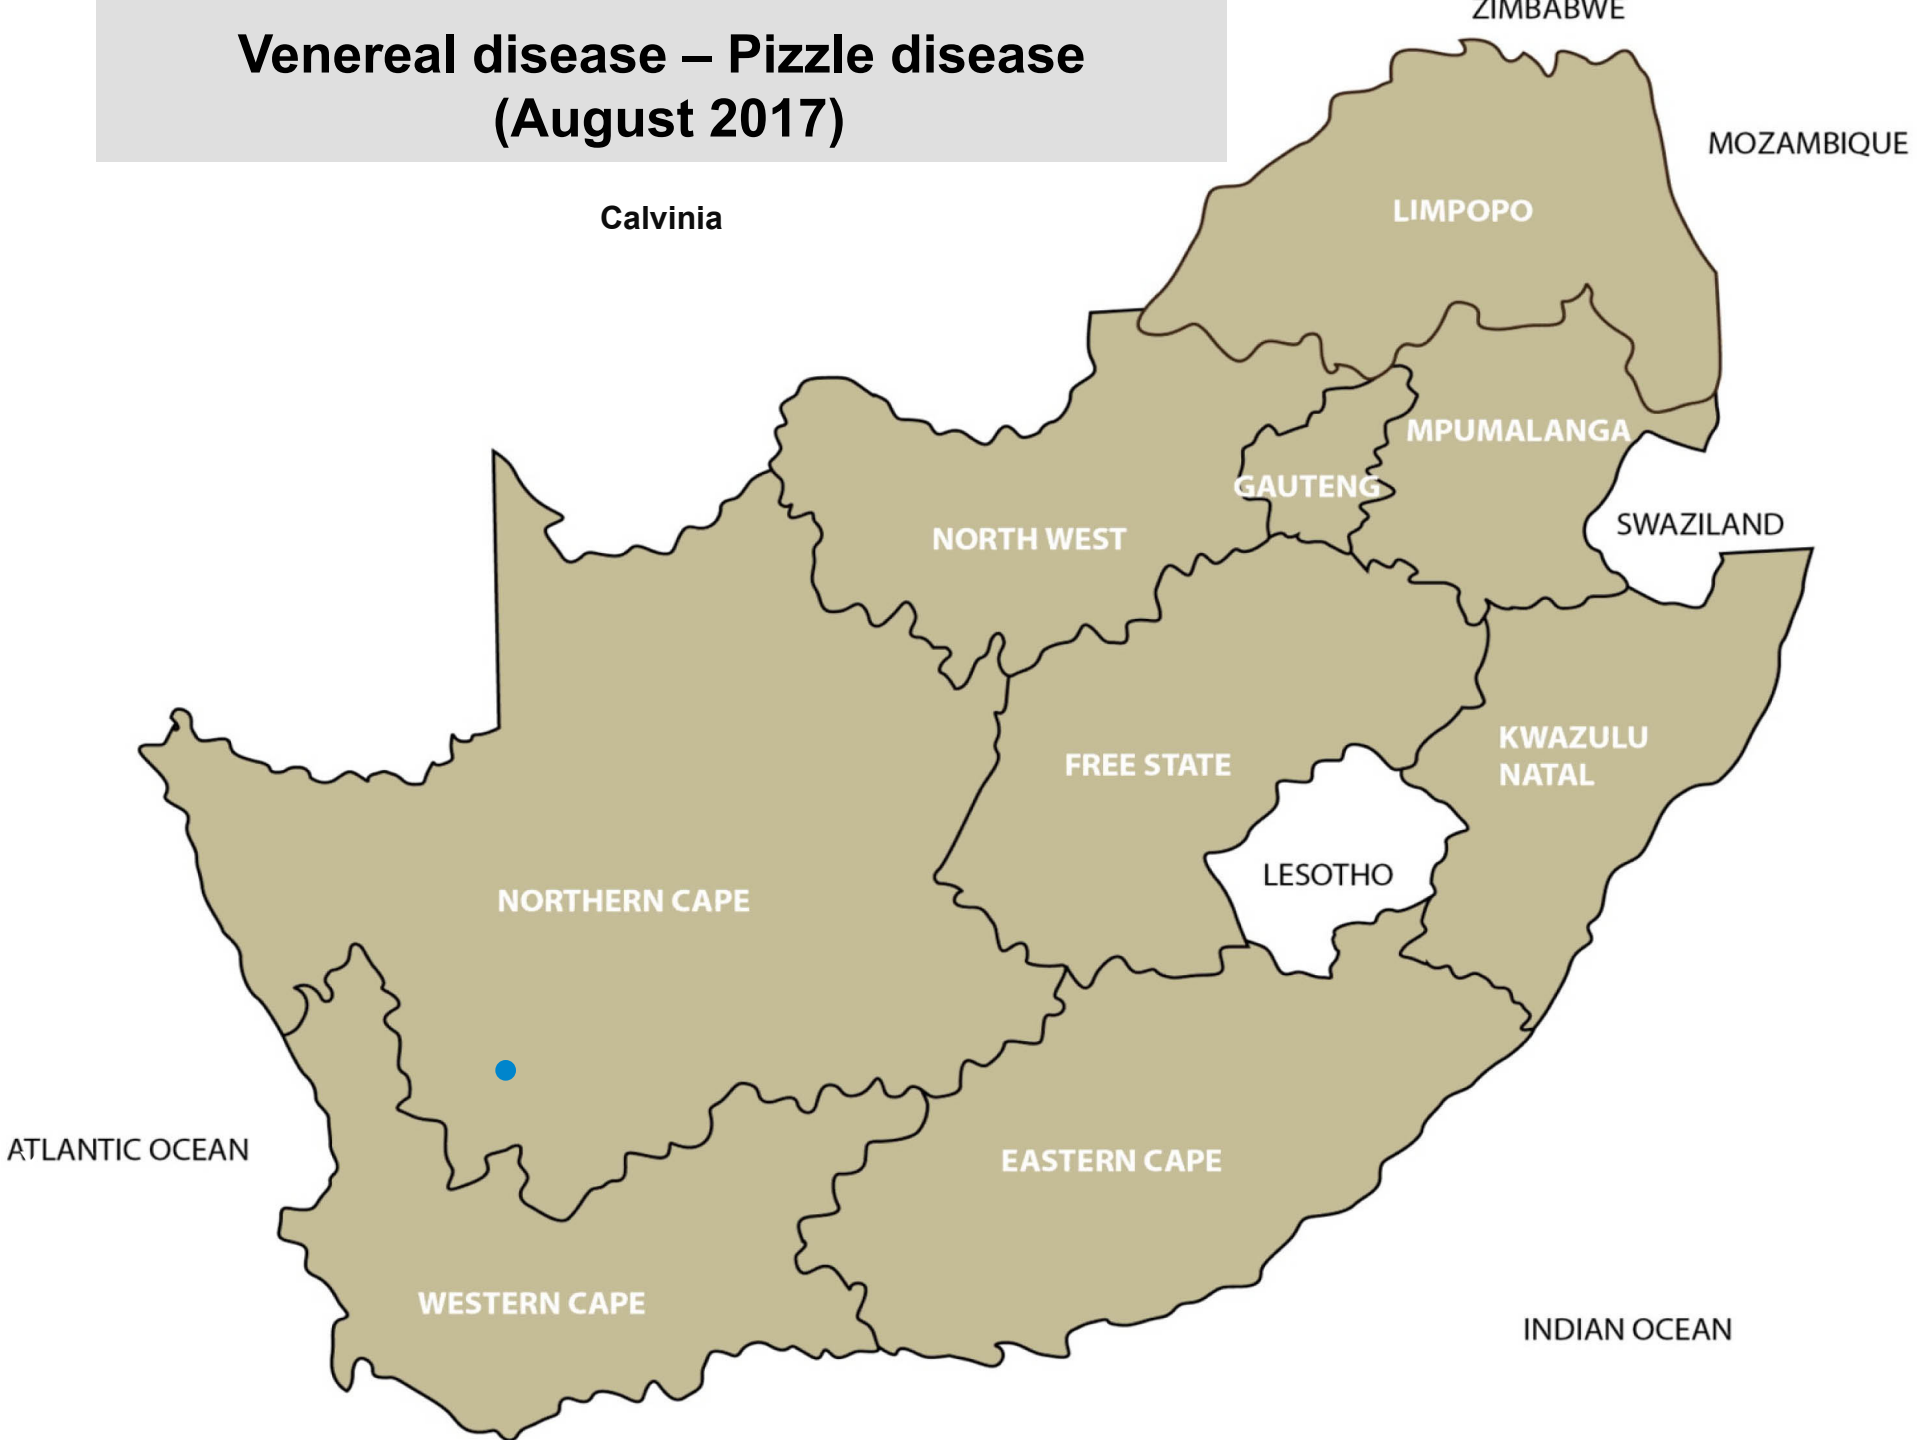 Venereal disease – Pizzle disease
(August 2017)
Calvinia
ZIMBABWE
MOZAMBIQUE
LIMPOPO
MPUMALANGA
GAUTENG
NORTH WEST
SWAZILAND
KWAZULU
NATAL
FREE STATE
LESOTHO
NORTHERN CAPE
ATLANTIC OCEAN
EASTERN CAPE
WESTERN CAPE
INDIAN OCEAN